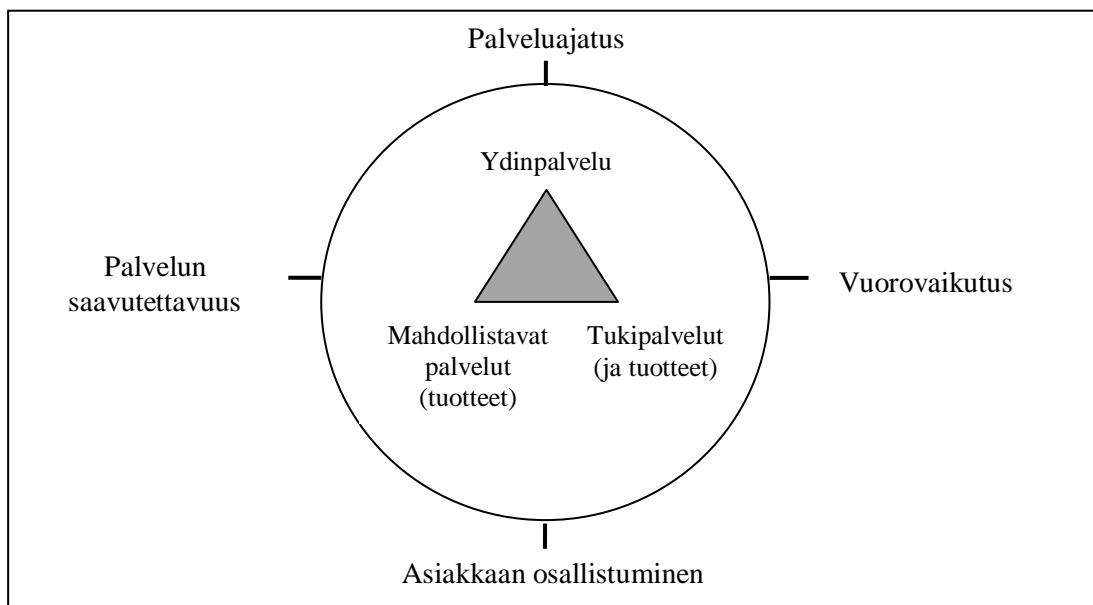 Palveluajatus
Ydinpalvelu
Palvelun
saavutettavuus
Vuorovaikutus
Mahdollistavat
palvelut
(tuotteet)
Tukipalvelut
(ja tuotteet)
Asiakkaan osallistuminen